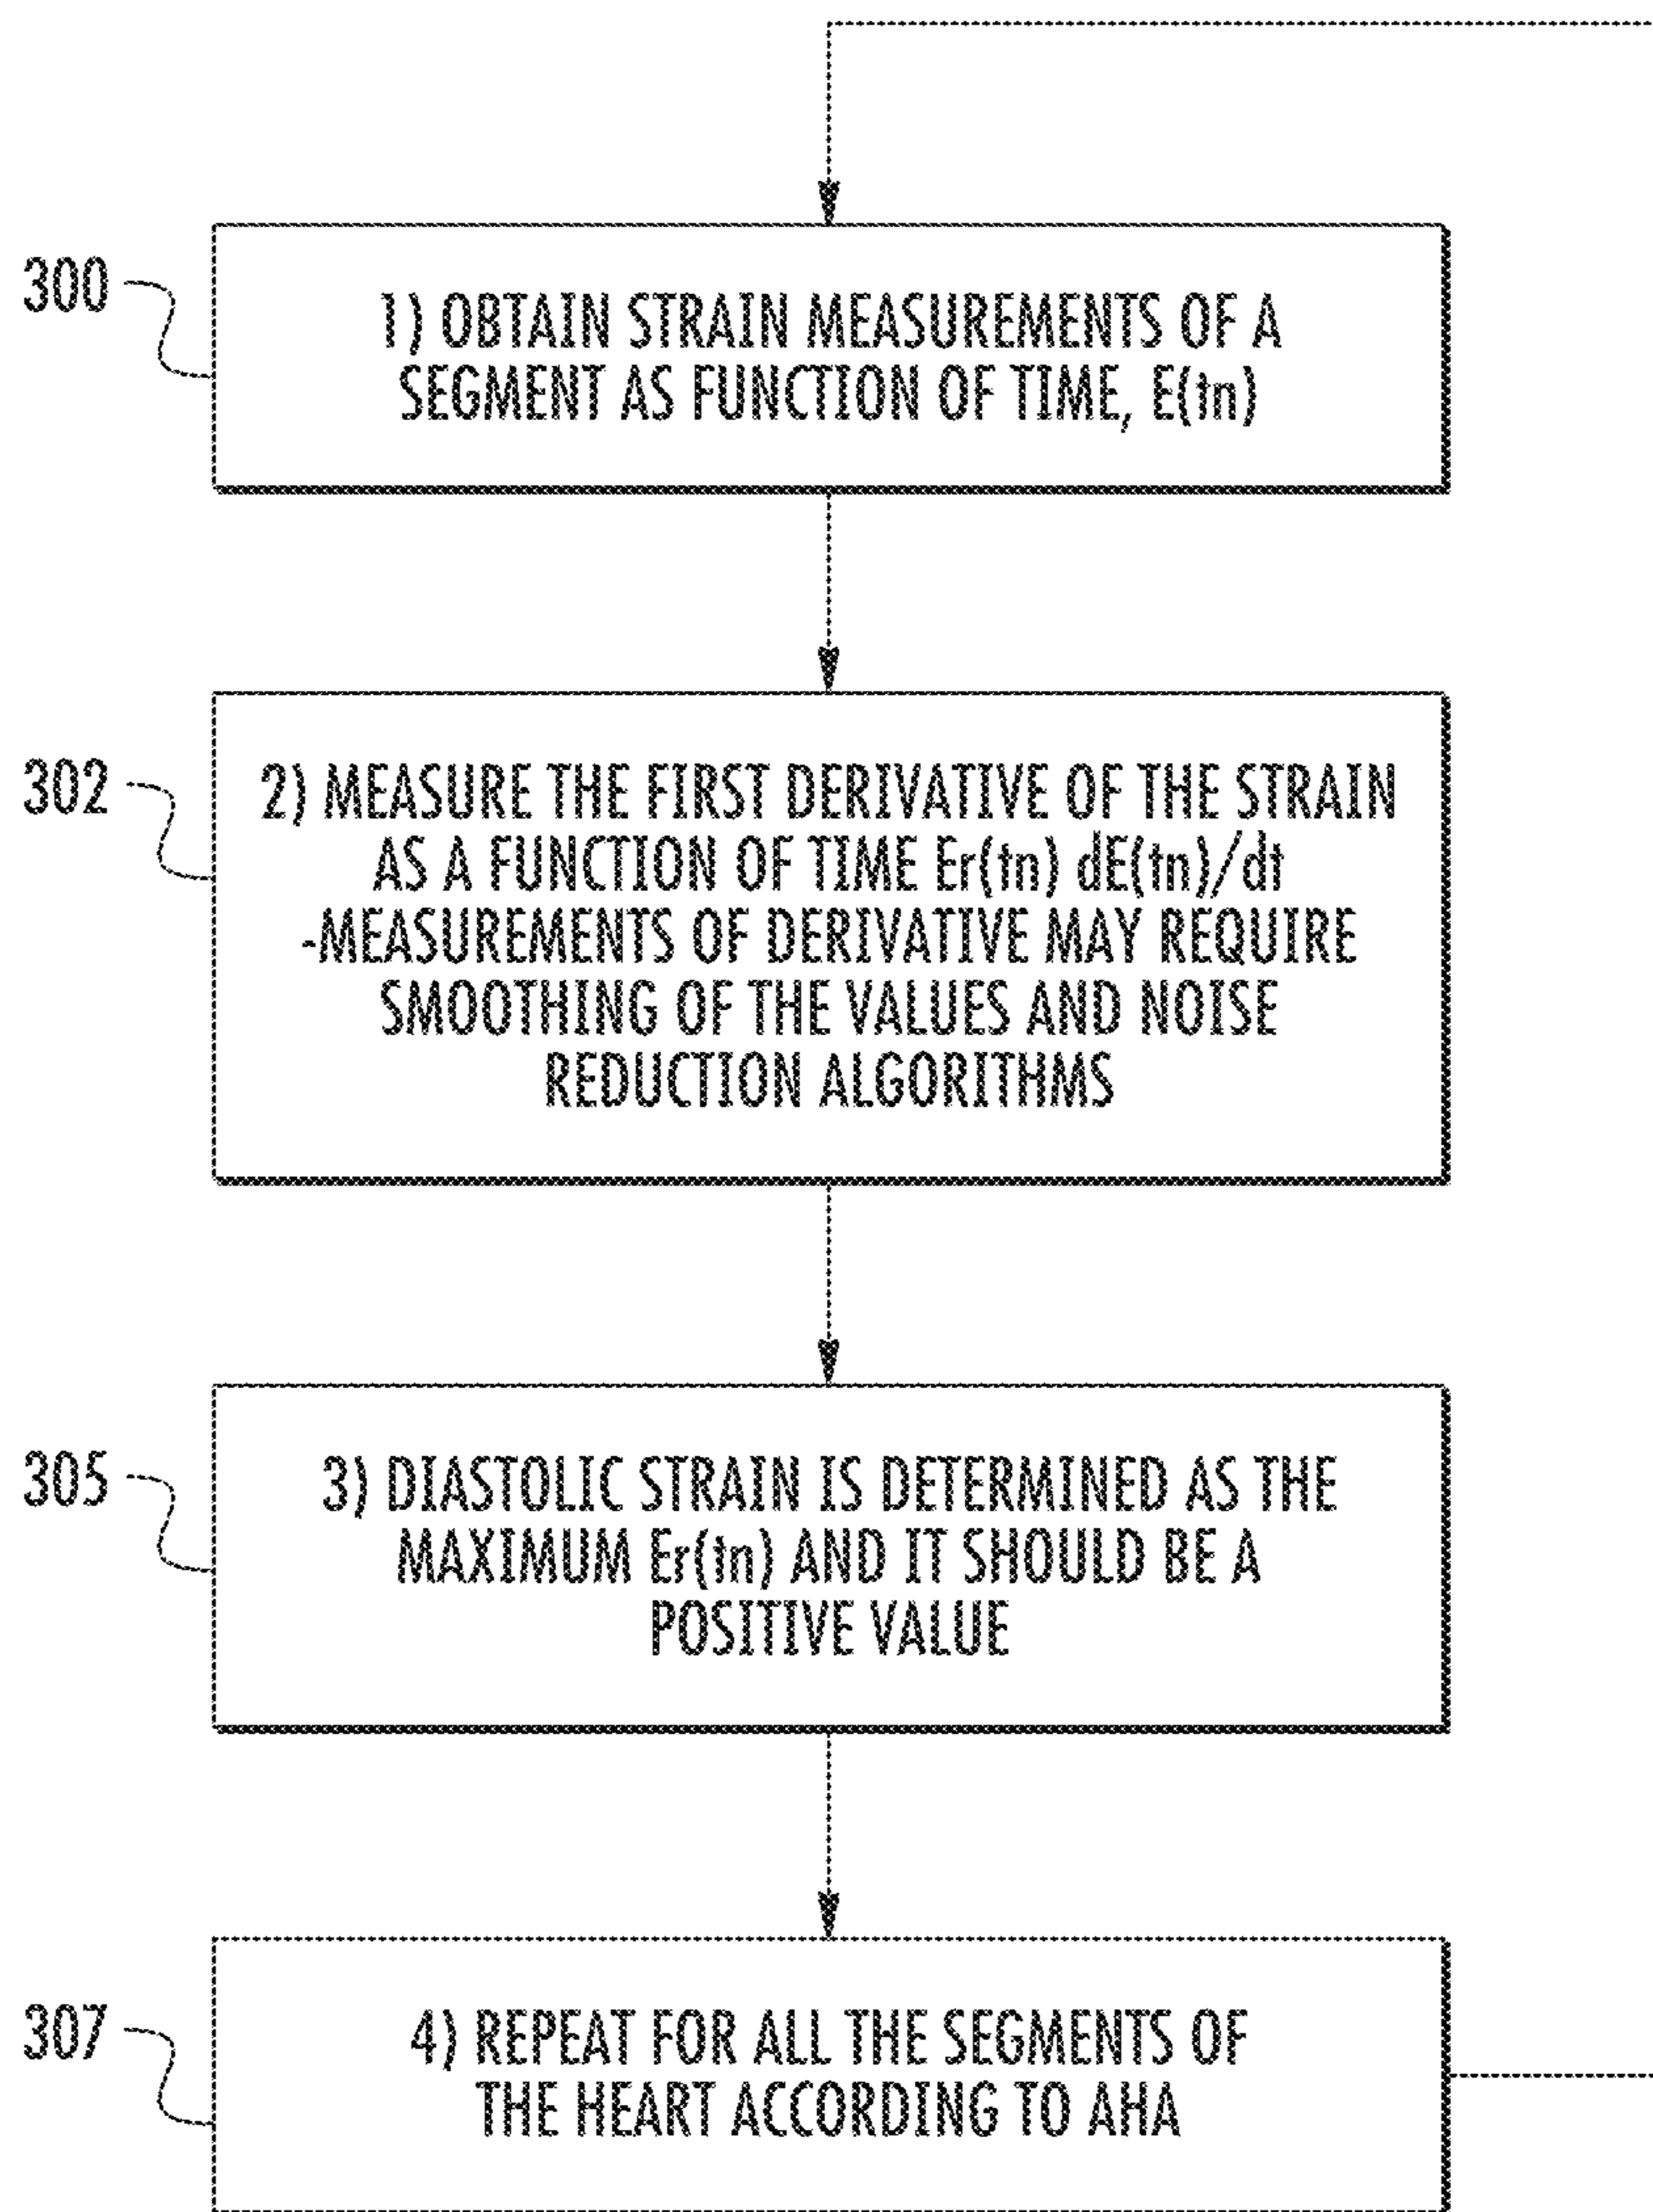 300
1) OBTAIN STRAIN MEASUREMENTS OF A
SEGMENT AS FUNCTION OF TIME, E(tn)
302
2) MEASURE THE FIRST DERIVATIVE OF THE STRAIN
AS A FUNCTION OF TIME Er(tn) dE(tn)/dt
-MEASUREMENTS OF DERIVATIVE MAY REQUIRE
SMOOTHING OF THE VALUES AND NOISE
REDUCTION ALGORITHMS
305
3) DIASTOLIC STRAIN IS DETERMINED AS THE
MAXIMUM Er(tn) AND IT SHOULD BE A
POSITIVE VALUE
307
4) REPEAT FOR ALL THE SEGMENTS OF
THE HEART ACCORDING TO AHA